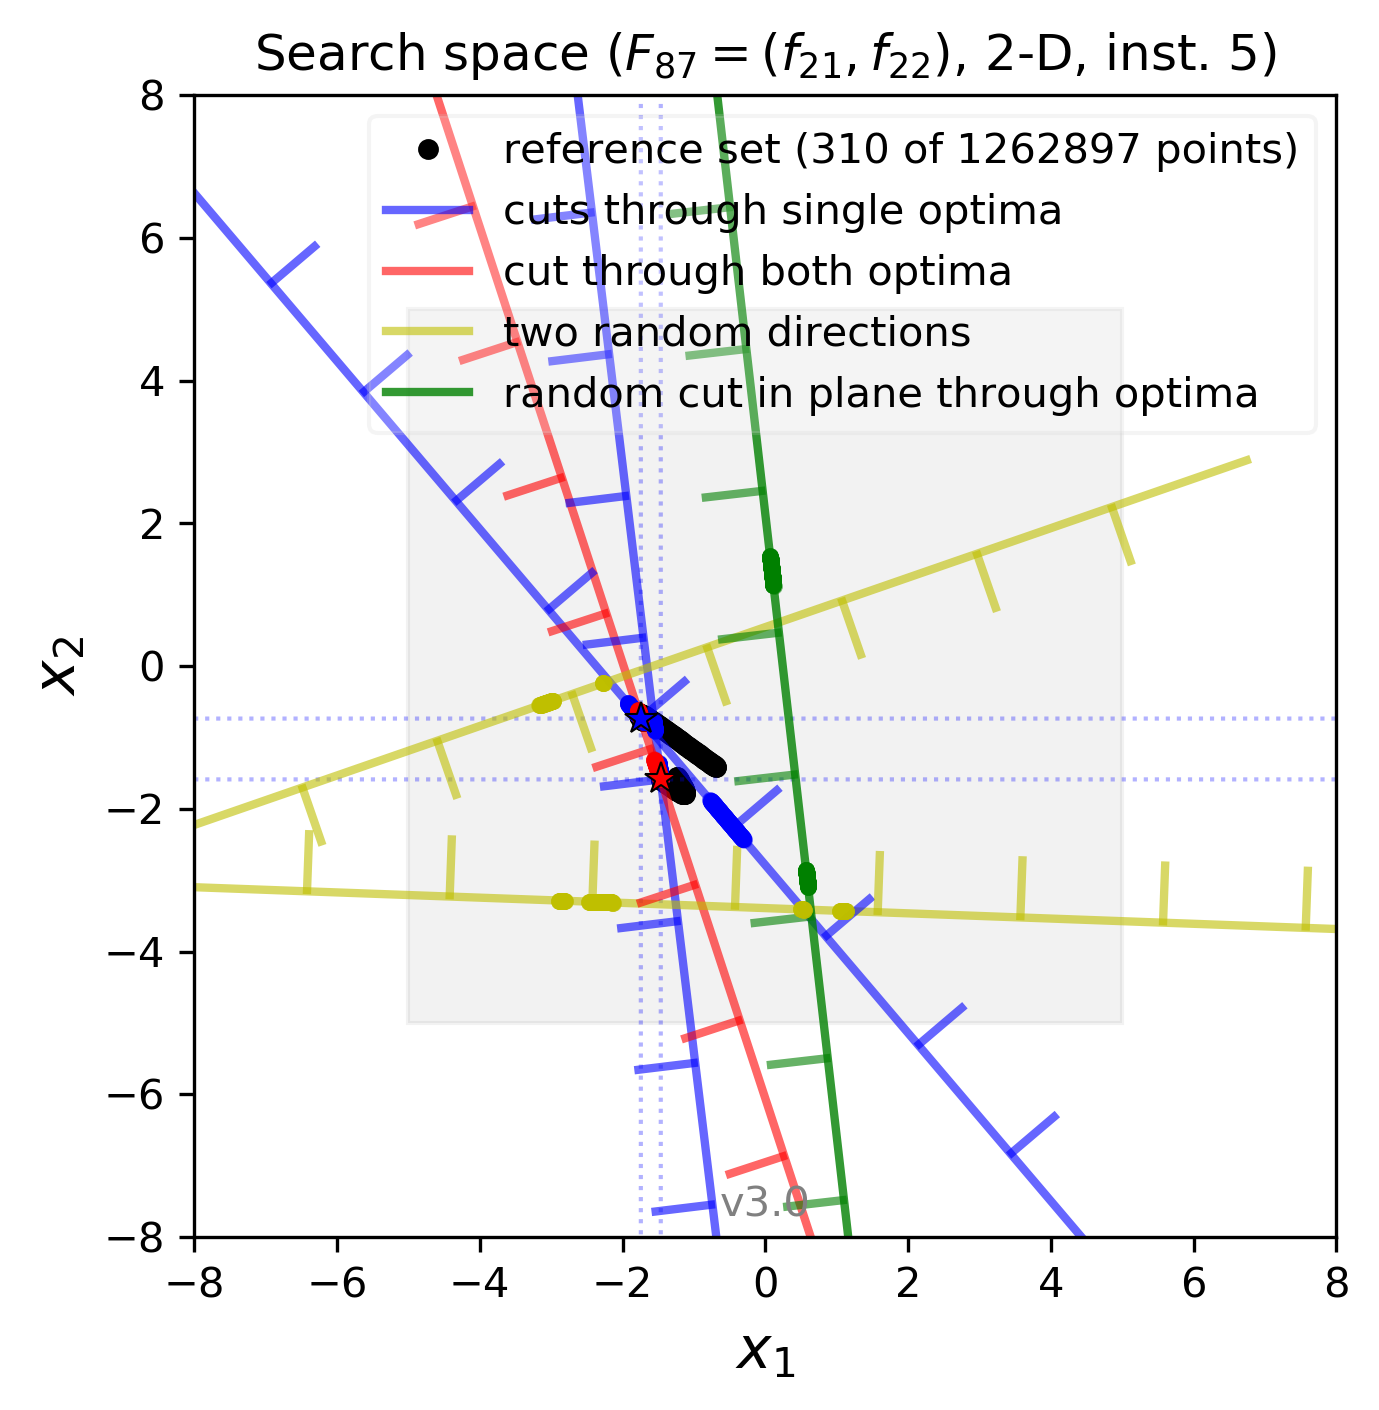 Search space (F₈₇ = (f₂₁, f₂₂), 2-D, inst. 5)
reference set (310 of 1262897 points)
cuts through single optima
cut through both optima
two random directions
random cut in plane through optima
8
6
4
2
0
−2
−4
−6
−8
x₂
v3.0
−8 −6 −4 −2 0 2 4 6 8
x₁